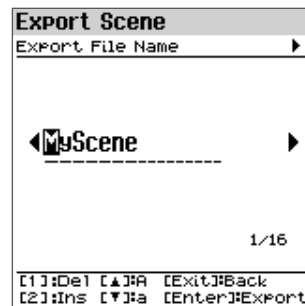 Export Scene
Export File Name
MyScene
1/16
[1]:Del [▲]:A [Exit]:Back
[2]:Ins [▼]:a [Enter]:Export